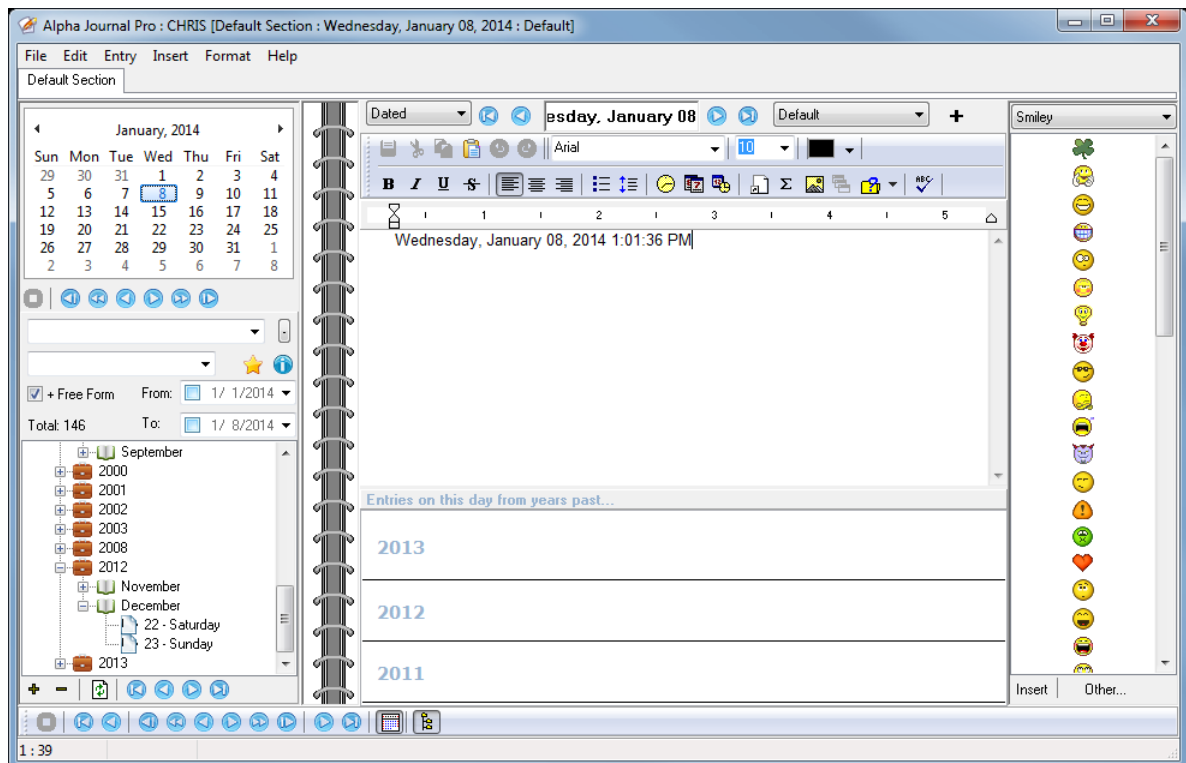 Alpha Journal Pro : CHRIS [Default Section : Wednesday, January 08, 2014 : Default]
File Edit Entry Insert Format Help
Default Section
January, 2014
Sun Mon Tue Wed Thu Fri Sat
29 30 31 1 2 3 4
5 6 7 8 9 10 11
12 13 14 15 16 17 18
19 20 21 22 23 24 25
26 27 28 29 30 31 1
2 3 4 5 6 7 8
+ Free Form From: 1/ 1/2014
Total: 146 To: 1/ 8/2014
September
2000
2001
2002
2003
2008
2012
November
December
22 - Saturday
23 - Sunday
2013
Dated esday, January 08 Default +
Arial 10
B I U S Σ ABC
1 2 3 4 5
Wednesday, January 08, 2014 1:01:36 PM
Entries on this day from years past...
2013
2012
2011
Smiley
Insert Other...
1 : 39